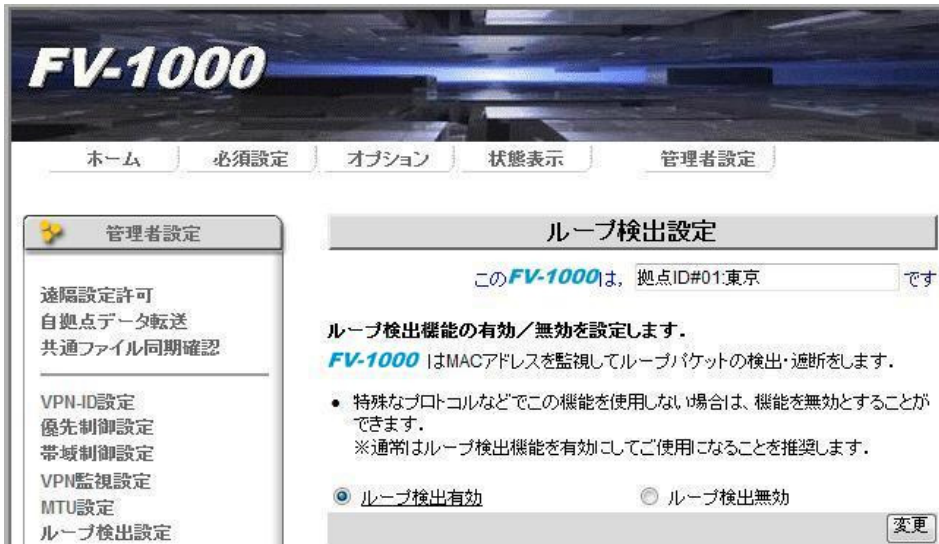 FV-1000
ホーム 必須設定 オプション 状態表示 管理者設定
管理者設定
遠隔設定許可
自拠点データ転送
共通ファイル同期確認
VPN-ID設定
優先制御設定
帯域制御設定
VPN監視設定
MTU設定
ループ検出設定
ループ検出設定
このFV-1000は, 拠点ID#01:東京 です
ループ検出機能の有効／無効を設定します.
FV-1000 はMACアドレスを監視してループパケットの検出・遮断をします.
• 特殊なプロトコルなどでこの機能を使用しない場合は、機能を無効とすることが
できます.
※通常はループ検出機能を有効にしてご使用になることを推奨します.
ループ検出有効 ループ検出無効
変更